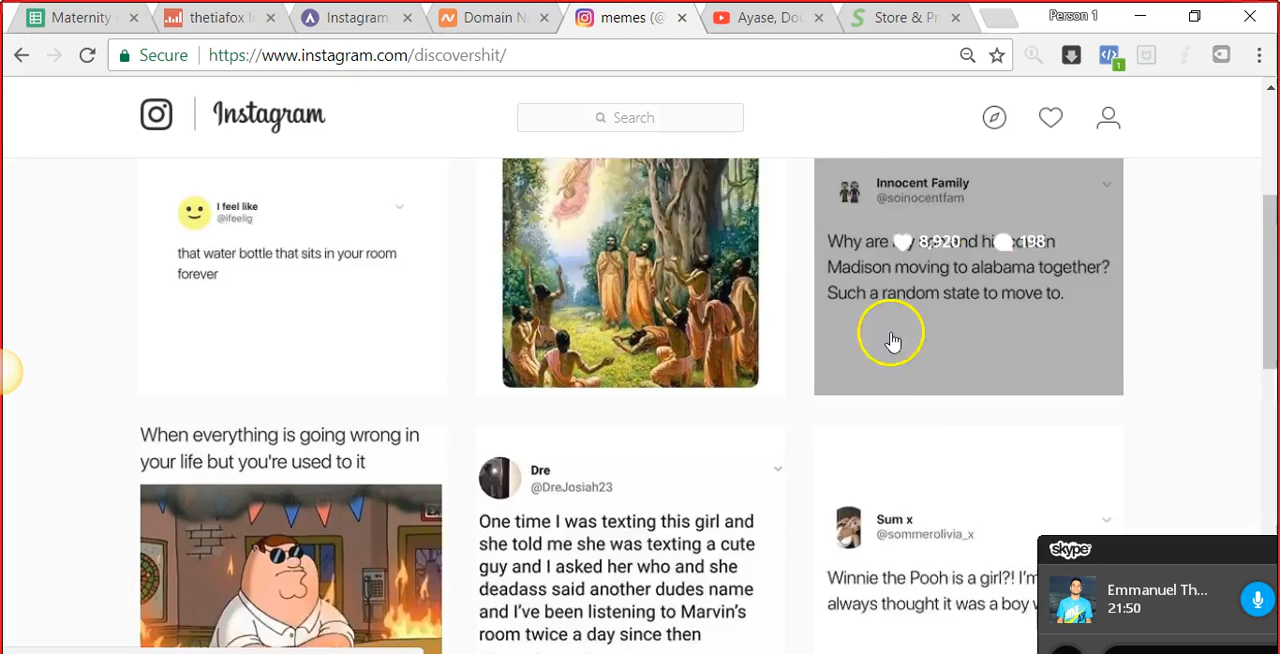 Maternity
thetiafox I
Instagram
Domain N
memes (@
Ayase, Do
Store & P
Person 1
Secure
https://www.instagram.com/discovershit/
1
Instagram
Search
I feel like
@ifeelig
that water bottle that sits in your room
forever
Innocent Family
@soinocentfam
Why are
8,920
nd hi
198
n
Madison moving to alabama together?
Such a random state to move to.
When everything is going wrong in
your life but you're used to it
Dre
@DreJosiah23
One time I was texting this girl and
she told me she was texting a cute
guy and I asked her who and she
deadass said another dudes name
and I've been listening to Marvin's
room twice a day since then
Sum x
@sommerolivia_x
Winnie the Pooh is a girl?! I'm
always thought it was a boy
skype
Emmanuel Th...
21:50